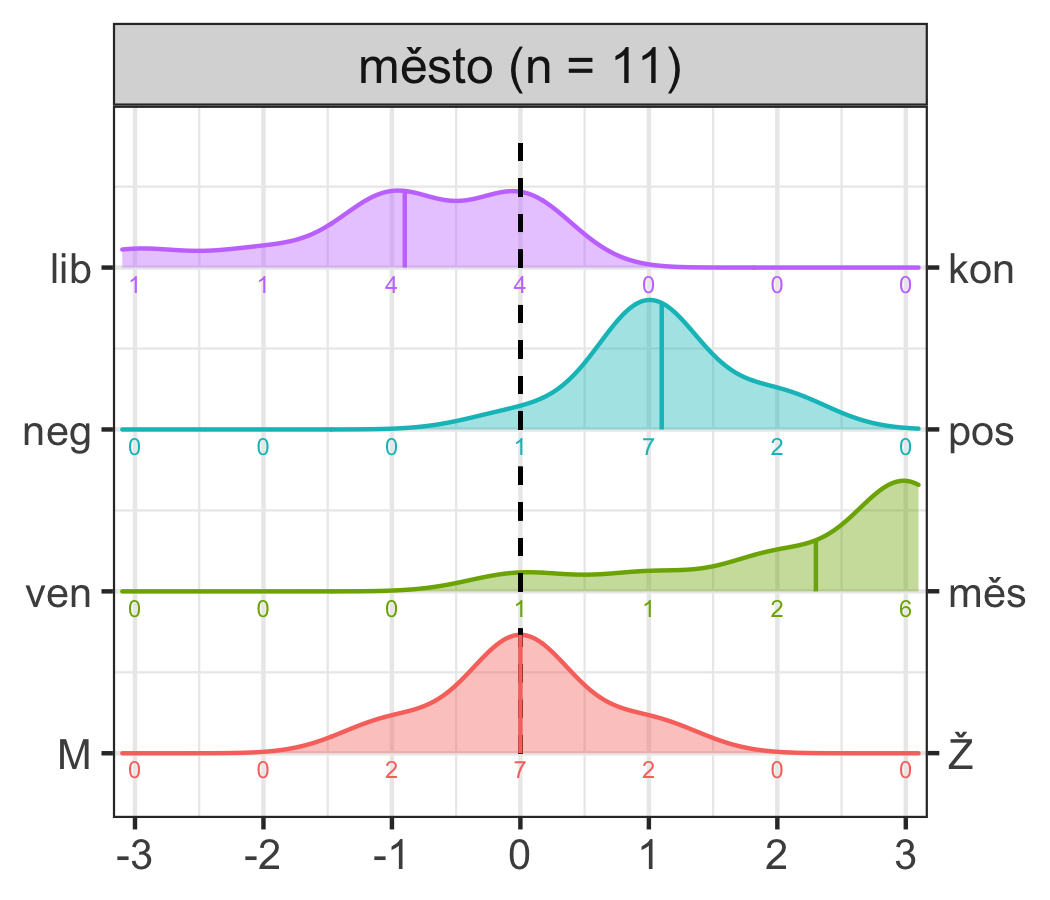 město (n = 11)
lib kon
1 1 4 4 0 0 0
neg pos
0 0 0 1 7 2 0
ven měs
0 0 0 1 1 2 6
M Ž
0 0 2 7 2 0 0
-3 -2 -1 0 1 2 3